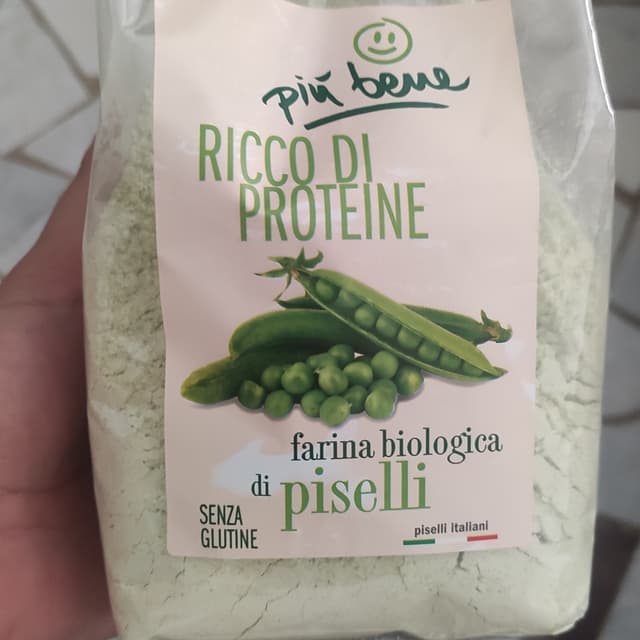 più bene
RICCO DI
PROTEINE
farina biologica
di piselli
SENZA
GLUTINE
piselli italiani